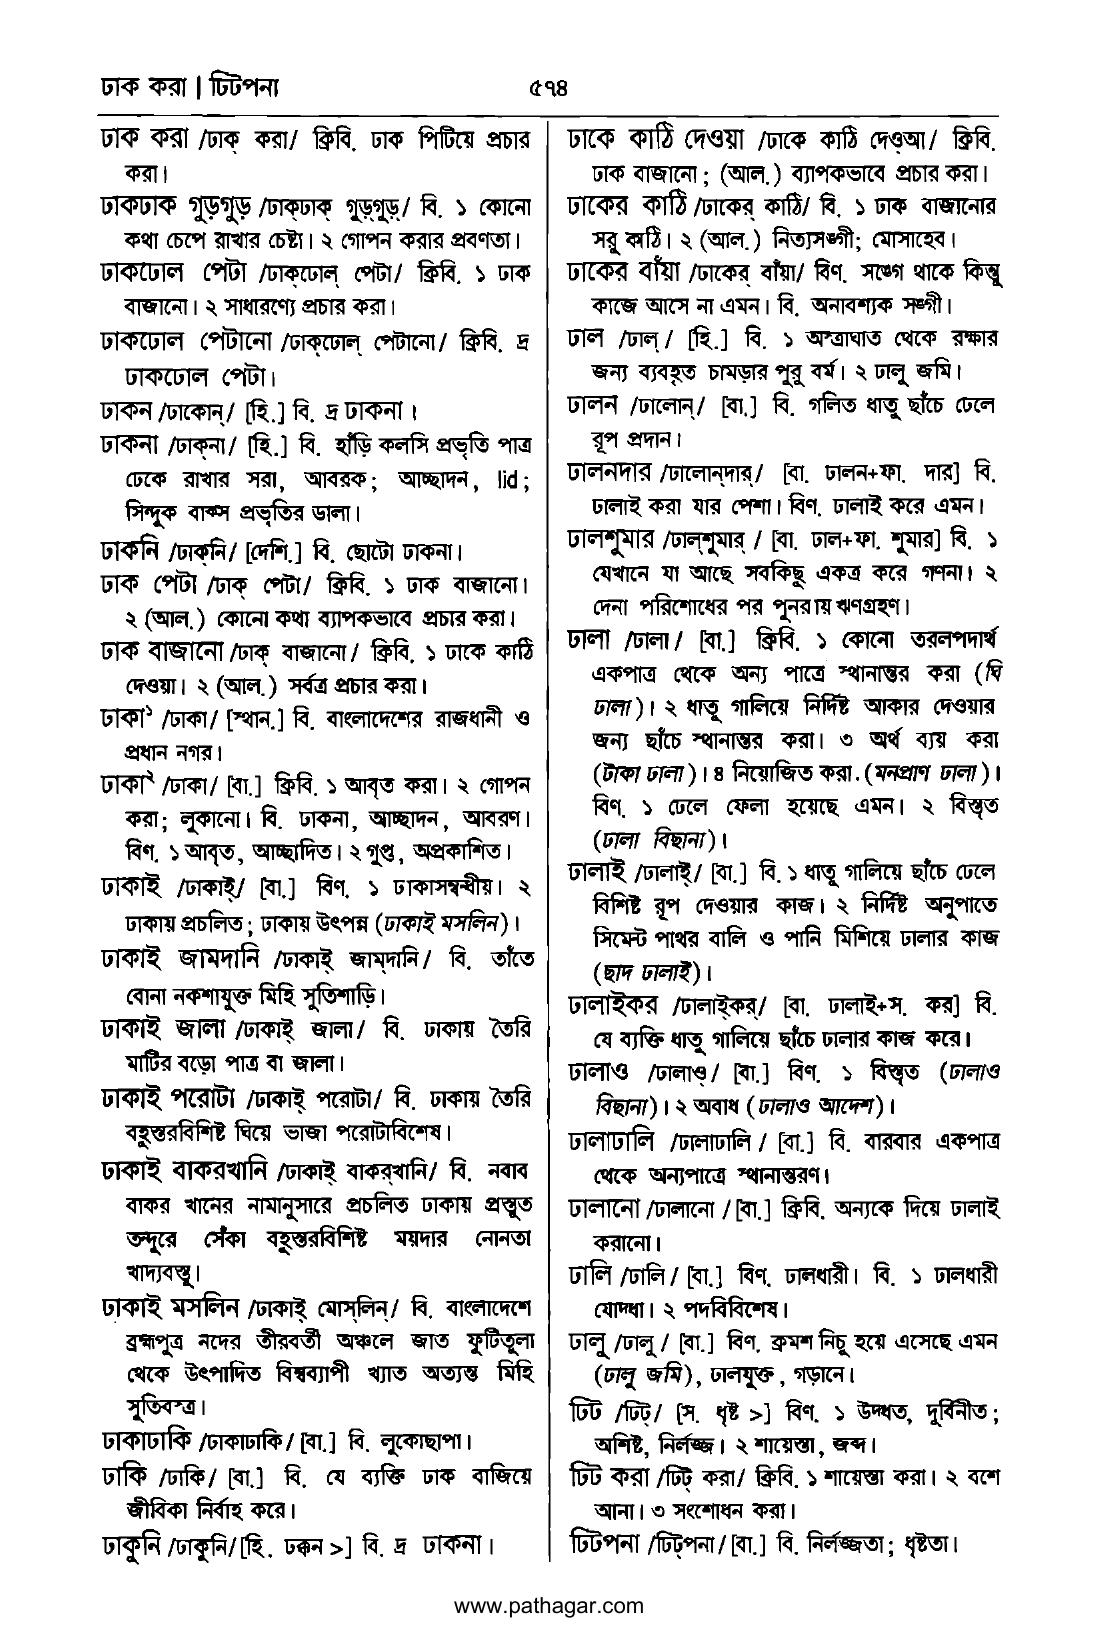 ঢাক করা | ঢিটপনা
৫৭৪
ঢাক করা /ঢাক্ করা/ ক্রিবি. ঢাক পিটিয়ে প্রচার
করা।
ঢাকঢাক গুড়গুড় /ঢাক্‌ঢাক্ গুড়্‌গুড়্/ বি. ১ কোনো
কথা চেপে রাখার চেষ্টা। ২ গোপন করার প্রবণতা।
ঢাকঢোল পেটা /ঢাক্‌ঢোল্ পেটা/ ক্রিবি. ১ ঢাক
বাজানো। ২ সাধারণ্যে প্রচার করা।
ঢাকঢোল পেটানো /ঢাক্‌ঢোল্ পেটানো/ ক্রিবি. দ্র
ঢাকঢোল পেটা।
ঢাকন /ঢাকোন্/ [হি.] বি. দ্র ঢাকনা।
ঢাকনা /ঢাক্‌না/ [হি.] বি. হাঁড়ি কলসি প্রভৃতি পাত্র
ঢেকে রাখার সরা, আবরক; আচ্ছাদন, lid;
সিন্দুক বাক্স প্রভৃতির ডালা।
ঢাকনি /ঢাক্‌নি/ [দেশি.] বি. ছোটো ঢাকনা।
ঢাক পেটা /ঢাক্ পেটা/ ক্রিবি. ১ ঢাক বাজানো।
২ (আল.) কোনো কথা ব্যাপকভাবে প্রচার করা।
ঢাক বাজানো /ঢাক্ বাজানো/ ক্রিবি. ১ ঢাকে কাঠি
দেওয়া। ২ (আল.) সর্বত্র প্রচার করা।
ঢাকা১ /ঢাকা/ [স্থান.] বি. বাংলাদেশের রাজধানী ও
প্রধান নগর।
ঢাকা২ /ঢাকা/ [বা.] ক্রিবি. ১ আবৃত করা। ২ গোপন
করা; লুকানো। বি. ঢাকনা, আচ্ছাদন, আবরণ।
বিণ. ১ আবৃত, আচ্ছাদিত। ২ গুপ্ত, অপ্রকাশিত।
ঢাকাই /ঢাকাই্/ [বা.] বিণ. ১ ঢাকাসম্বন্ধীয়। ২
ঢাকায় প্রচলিত; ঢাকায় উৎপন্ন (ঢাকাই মসলিন)।
ঢাকাই জামদানি /ঢাকাই্ জাম্‌দানি/ বি. তাঁতে
বোনা নকশাযুক্ত মিহি সুতিশাড়ি।
ঢাকাই জালা /ঢাকাই্ জালা/ বি. ঢাকায় তৈরি
মাটির বড়ো পাত্র বা জালা।
ঢাকাই পরোটা /ঢাকাই্ পরোটা/ বি. ঢাকায় তৈরি
বহুস্তরবিশিষ্ট ঘিয়ে ভাজা পরোটাবিশেষ।
ঢাকাই বাকরখানি /ঢাকাই্ বাকর্‌খানি/ বি. নবাব
বাকর খানের নামানুসারে প্রচলিত ঢাকায় প্রস্তুত
তন্দুরে সেঁকা বহুস্তরবিশিষ্ট ময়দার নোনতা
খাদ্যবস্তু।
ঢাকাই মসলিন /ঢাকাই্ মোস্‌লিন্/ বি. বাংলাদেশে
ব্রহ্মপুত্র নদের তীরবর্তী অঞ্চলে জাত ফুটিতুলা
থেকে উৎপাদিত বিশ্বব্যাপী খ্যাত অত্যন্ত মিহি
সুতিবস্ত্র।
ঢাকাঢাকি /ঢাকাঢাকি/ [বা.] বি. লুকোছাপা।
ঢাকি /ঢাকি/ [বা.] বি. যে ব্যক্তি ঢাক বাজিয়ে
জীবিকা নির্বাহ করে।
ঢাকুনি /ঢাকুনি/ [হি. ঢক্কন >] বি. দ্র ঢাকনা।
ঢাকে কাঠি দেওয়া /ঢাকে কাঠি দেও্আ/ ক্রিবি.
ঢাক বাজানো; (আল.) ব্যাপকভাবে প্রচার করা।
ঢাকের কাঠি /ঢাকের্ কাঠি/ বি. ১ ঢাক বাজানোর
সরু কাঠি। ২ (আল.) নিত্যসঙ্গী; মোসাহেব।
ঢাকের বাঁয়া /ঢাকের্ বাঁয়া/ বিণ. সঙ্গে থাকে কিন্তু
কাজে আসে না এমন। বি. অনাবশ্যক সঙ্গী।
ঢাল /ঢাল্/ [হি.] বি. ১ অস্ত্রাঘাত থেকে রক্ষার
জন্য ব্যবহৃত চামড়ার পুরু বর্ম। ২ ঢালু জমি।
ঢালন /ঢালোন্/ [বা.] বি. গলিত ধাতু ছাঁচে ঢেলে
রূপ প্রদান।
ঢালনদার /ঢালোন্‌দার্/ [বা. ঢালন+ফা. দার] বি.
ঢালাই করা যার পেশা। বিণ. ঢালাই করে এমন।
ঢালশুমার /ঢাল্‌শুমার্ / [বা. ঢাল+ফা. শুমার] বি. ১
যেখানে যা আছে সবকিছু একত্র করে গণনা। ২
দেনা পরিশোধের পর পুনরায় ঋণগ্রহণ।
ঢালা /ঢালা/ [বা.] ক্রিবি. ১ কোনো তরলপদার্থ
একপাত্র থেকে অন্য পাত্রে স্থানান্তর করা (ঘি
ঢালা)। ২ ধাতু গালিয়ে নির্দিষ্ট আকার দেওয়ার
জন্য ছাঁচে স্থানান্তর করা। ৩ অর্থ ব্যয় করা
(টাকা ঢালা)। ৪ নিয়োজিত করা.(মনপ্রাণ ঢালা)।
বিণ. ১ ঢেলে ফেলা হয়েছে এমন। ২ বিস্তৃত
(ঢালা বিছানা)।
ঢালাই /ঢালাই্/ [বা.] বি. ১ ধাতু গালিয়ে ছাঁচে ঢেলে
বিশিষ্ট রূপ দেওয়ার কাজ। ২ নির্দিষ্ট অনুপাতে
সিমেন্ট পাথর বালি ও পানি মিশিয়ে ঢালার কাজ
(ছাদ ঢালাই)।
ঢালাইকর /ঢালাই্‌কর্/ [বা. ঢালাই+স. কর] বি.
যে ব্যক্তি ধাতু গালিয়ে ছাঁচে ঢালার কাজ করে।
ঢালাও /ঢালাও্/ [বা.] বিণ. ১ বিস্তৃত (ঢালাও
বিছানা)। ২ অবাধ (ঢালাও আদেশ)।
ঢালাঢালি /ঢালাঢালি/ [বা.] বি. বারবার একপাত্র
থেকে অন্যপাত্রে স্থানান্তরণ।
ঢালানো /ঢালানো / [বা.] ক্রিবি. অন্যকে দিয়ে ঢালাই
করানো।
ঢালি /ঢালি/ [বা.] বিণ. ঢালধারী। বি. ১ ঢালধারী
যোদ্ধা। ২ পদবিবিশেষ।
ঢালু /ঢালু / [বা.] বিণ. ক্রমশ নিচু হয়ে এসেছে এমন
(ঢালু জমি), ঢালযুক্ত, গড়ানে।
ঢিট /ঢিট্/ [স. ধৃষ্ট >] বিণ. ১ উদ্ধত, দুর্বিনীত;
অশিষ্ট, নির্লজ্জ। ২ শায়েস্তা, জব্দ।
ঢিট করা /ঢিট্ করা/ ক্রিবি. ১ শায়েস্তা করা। ২ বশে
আনা। ৩ সংশোধন করা।
ঢিটপনা /ঢিট্‌পনা/ [বা.] বি. নির্লজ্জতা; ধৃষ্টতা।
www.pathagar.com